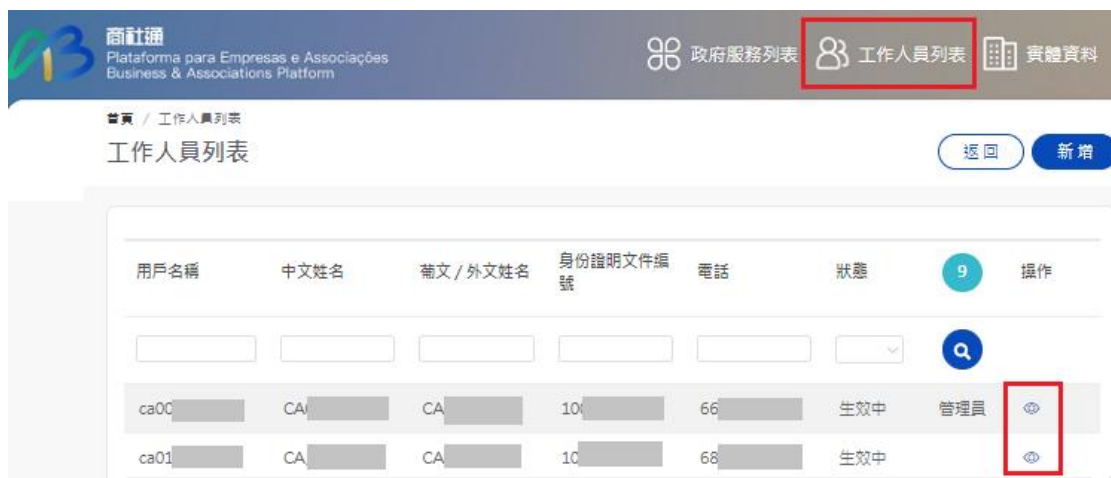 商社通
Plataforma para Empresas e Associações
Business & Associations Platform
政府服務列表 工作人員列表 實體資料
首頁 / 工作人員列表
工作人員列表
返回 新增
用戶名稱 中文姓名 葡文 / 外文姓名 身份證明文件編號 電話 狀態 9 操作
ca00 CA CA 10 66 生效中 管理員
ca01 CA CA 10 68 生效中